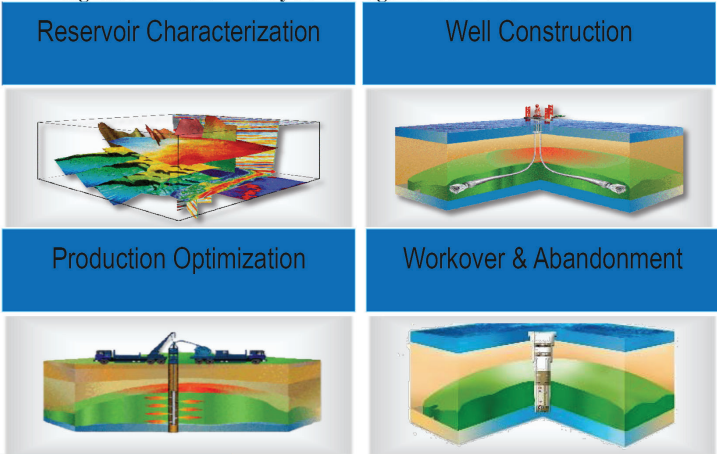 Reservoir Characterization
Well Construction
Production Optimization
Workover & Abandonment